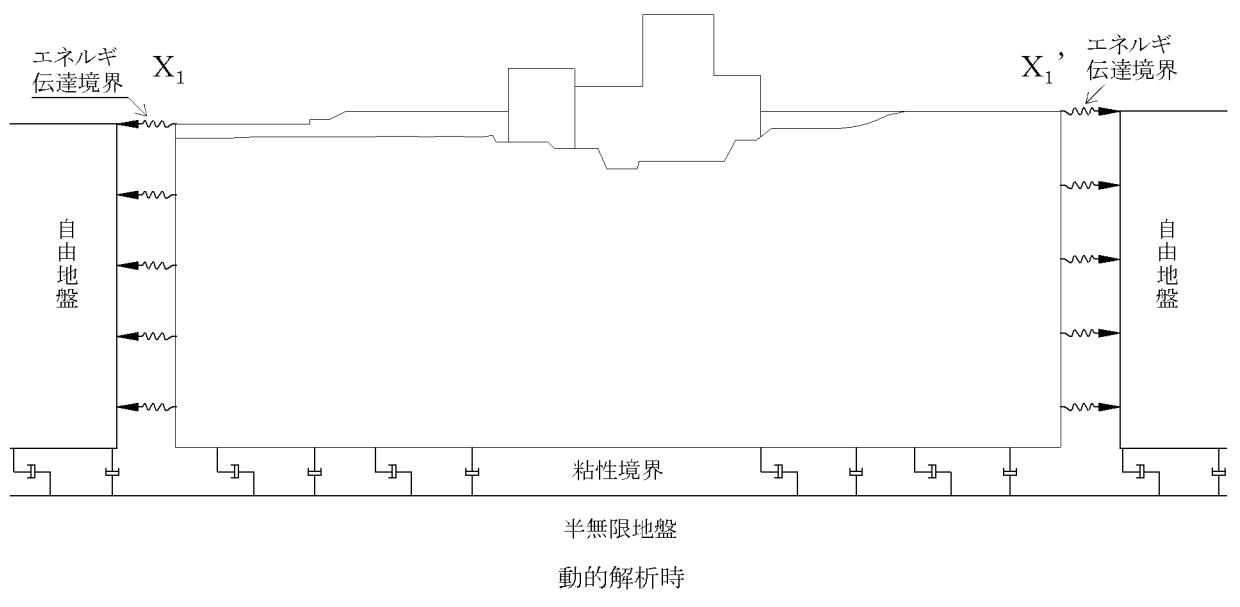 エネルギ
伝達境界
X₁
X₁’
エネルギ
伝達境界
自由地盤
自由地盤
粘性境界
半無限地盤
動的解析時